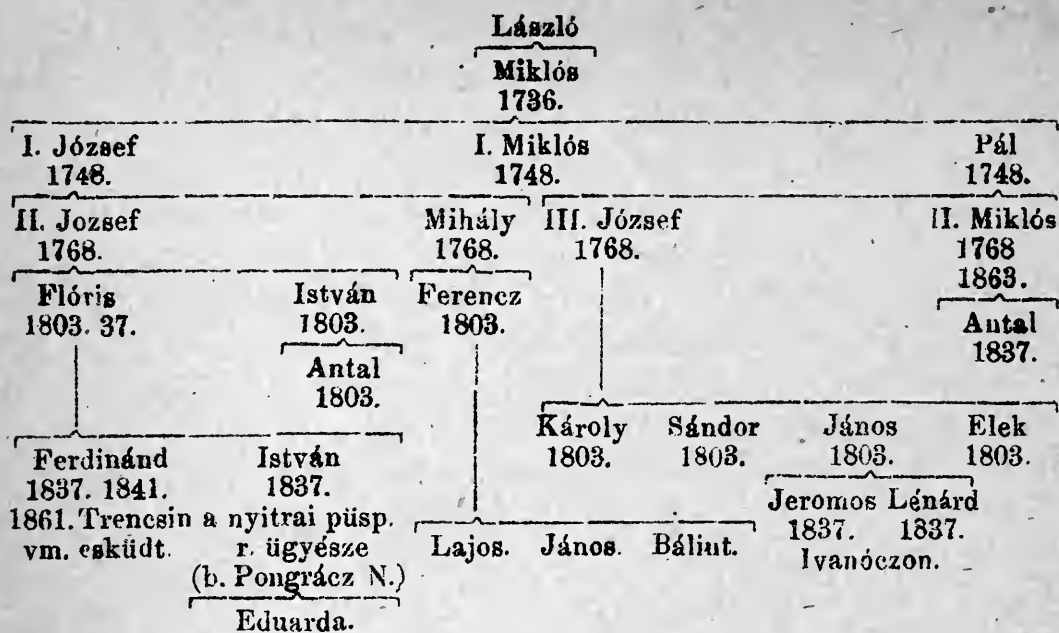 László
Miklós
1736.
I. József I. Miklós Pál
1748. 1748. 1748.
II. Jozsef Mihály III. József II. Miklós
1768. 1768. 1768. 1768
1863.
Flóris István Ferencz
1803. 37. 1803. 1803.
Antal
1837.
Antal
1803.
Károly Sándor János Elek
1803. 1803. 1803. 1803.
Ferdinánd István
1837. 1841. 1837.
Jeromos Lénárd
1837. 1837.
Ivanóczon.
1861. Trencsin a nyitrai püsp.
vm. esküdt. r. ügyésze
Lajos. János. Bálint.
(b. Pongrácz N.)
Eduarda.